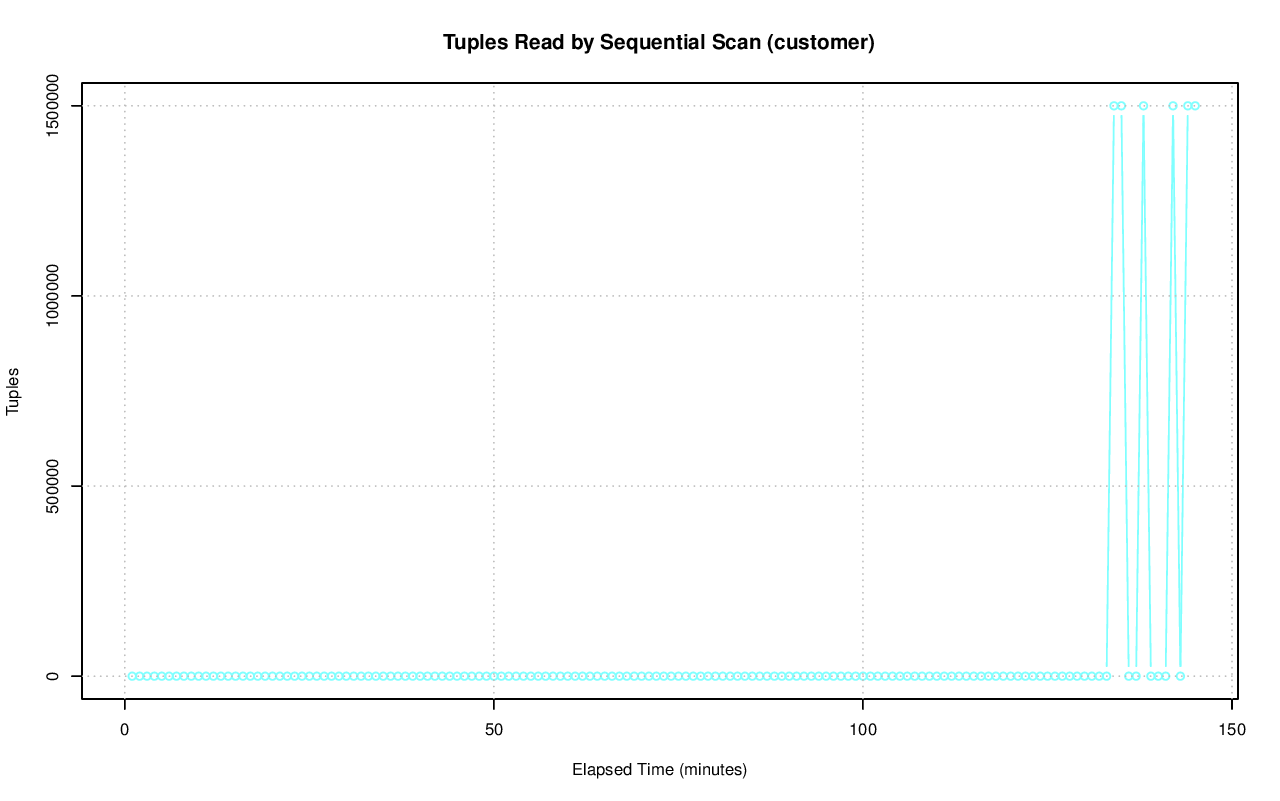 Tuples Read by Sequential Scan (customer)
1500000
1000000
500000
0
Tuples
0 50 100 150
Elapsed Time (minutes)